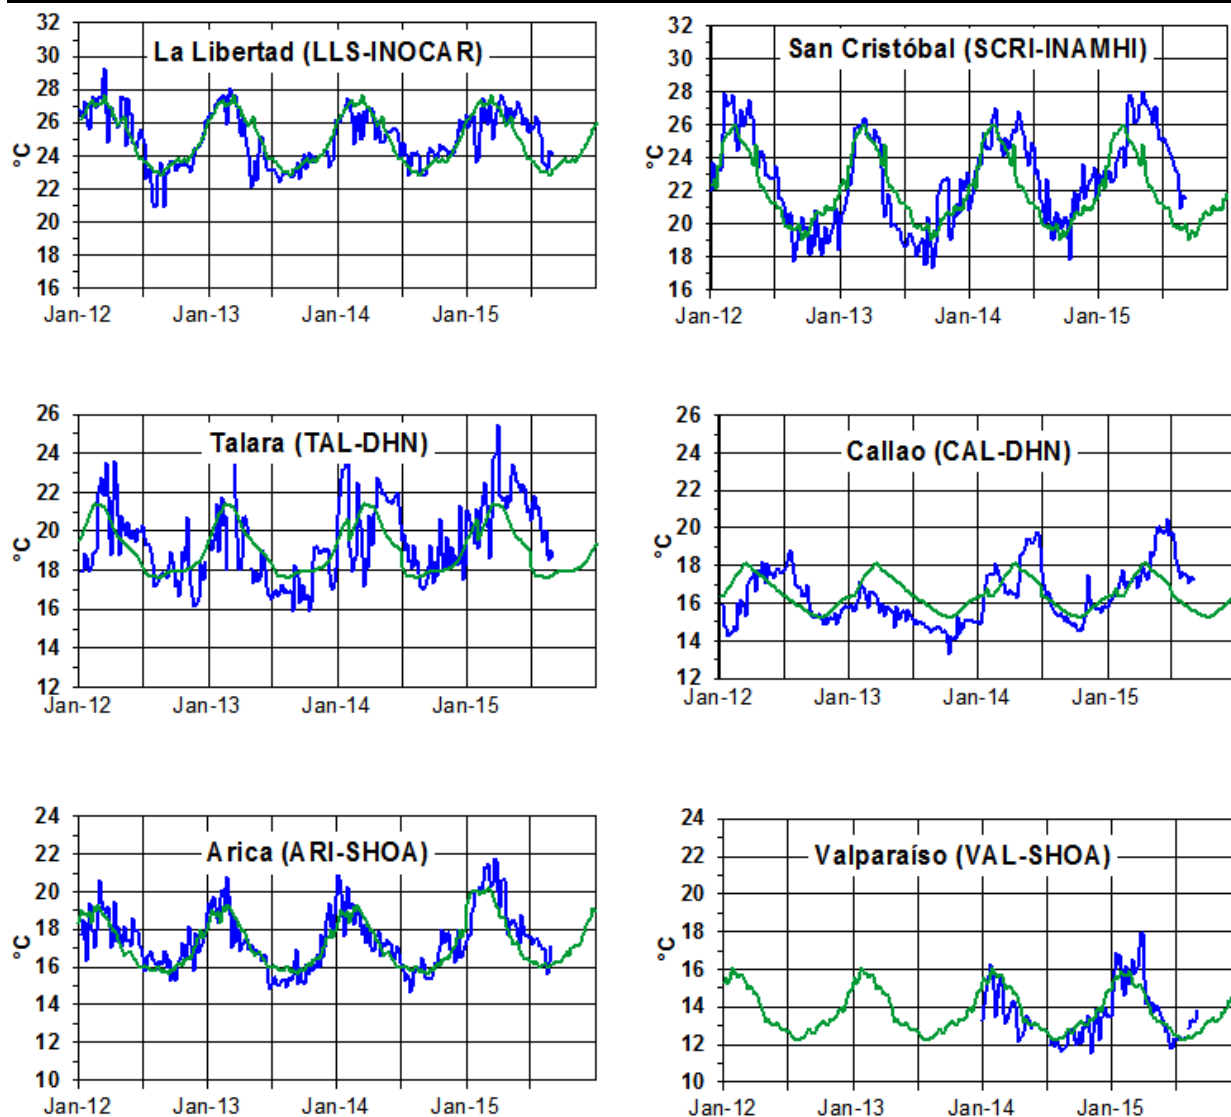 La Libertad (LLS-INOCAR)
°C
32
30
28
26
24
22
20
18
16
Jan-12 Jan-13 Jan-14 Jan-15
San Cristóbal (SCRI-INAMHI)
32
30
28
26
24
22
20
18
16
Jan-12 Jan-13 Jan-14 Jan-15
Talara (TAL-DHN)
°C
26
24
22
20
18
16
14
12
Jan-12 Jan-13 Jan-14 Jan-15
Callao (CAL-DHN)
°C
26
24
22
20
18
16
14
12
Jan-12 Jan-13 Jan-14 Jan-15
Arica (ARI-SHOA)
°C
24
22
20
18
16
14
12
10
Jan-12 Jan-13 Jan-14 Jan-15
Valparaíso (VAL-SHOA)
°C
24
22
20
18
16
14
12
10
Jan-12 Jan-13 Jan-14 Jan-15